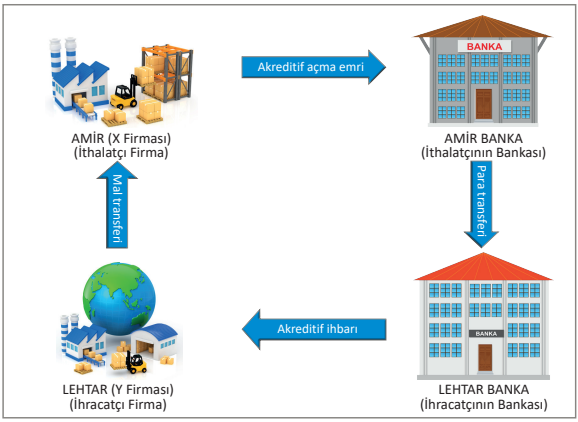 BANKA
Akreditif açma emri
AMİR (X Firması)
(İthalatçı Firma)
AMİR BANKA
(İthalatçının Bankası)
Mal transferi
Para transferi
BANKA
Akreditif ihbarı
LEHTAR (Y Firması)
(İhracatçı Firma)
LEHTAR BANKA
(İhracatçının Bankası)